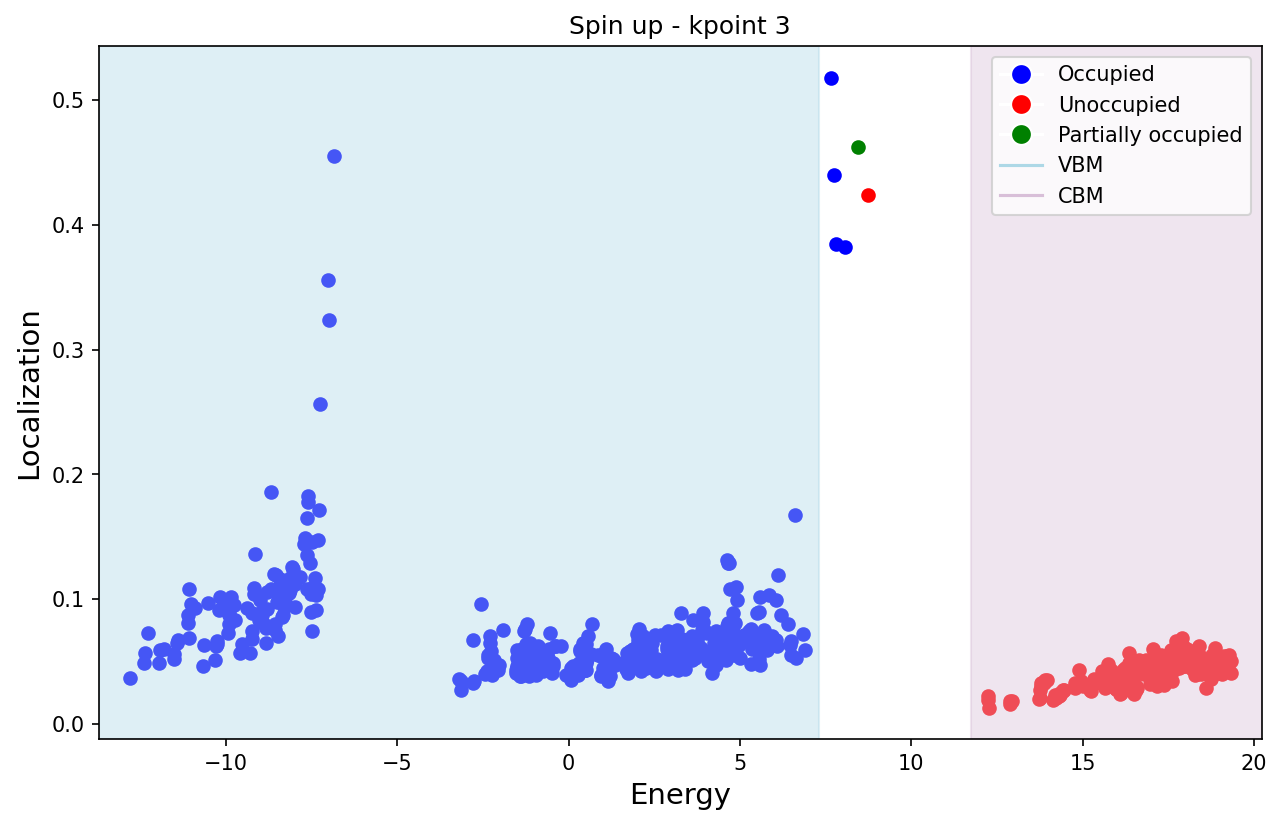 Spin up - kpoint 3
Localization
0.5
0.4
0.3
0.2
0.1
0.0
Occupied
Unoccupied
Partially occupied
VBM
CBM
−10
−5
0
5
10
15
20
Energy